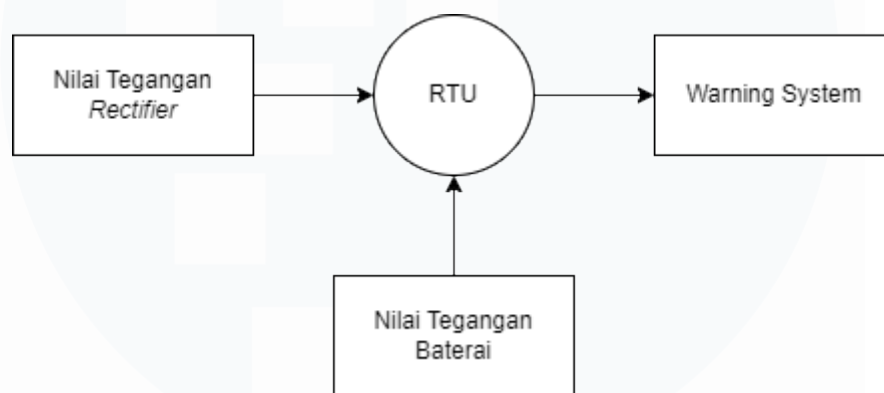 Nilai Tegangan
Rectifier
RTU
Warning System
Nilai Tegangan
Baterai